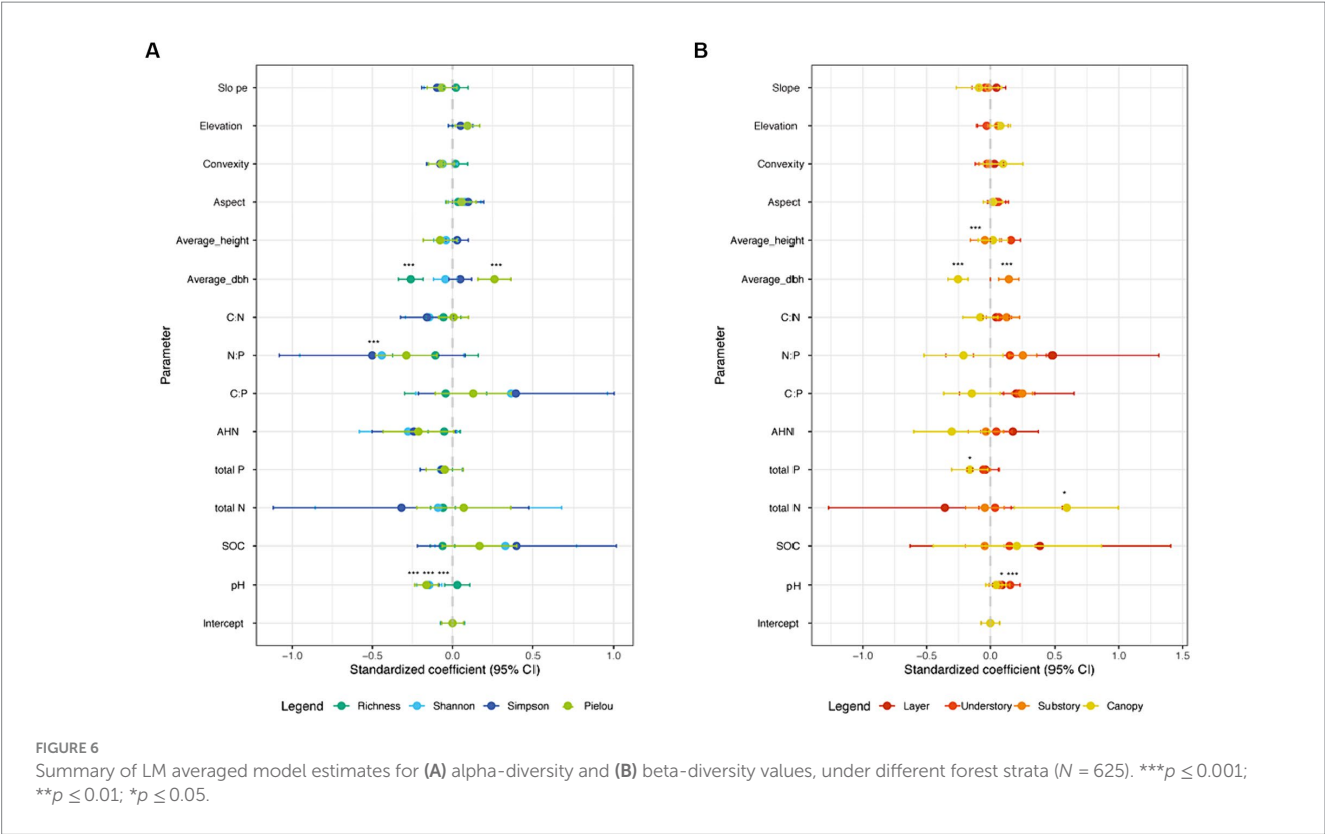 A
B
Slo pe
Elevation
Convexity
Aspect
Average_height
***
Average_dbh
*** ***
C:N
N:P
***
C:P
AHN
total P
total N
SOC
pH
*** *** ***
Intercept
Parameter
-1.0 -0.5 0.0 0.5 1.0
Standardized coefficient (95% CI)
Legend Richness Shannon Simpson Pielou
Slope
Elevation
Convexity
Aspect
Average_height
Average_dbh
*** ***
C:N
N:P
C:P
AHN
total P
*
total N
*
SOC
pH
* ***
Intercept
Parameter
-1.0 -0.5 0.0 0.5 1.0 1.5
Standardized coefficient (95% CI)
Legend Layer Understory Substory Canopy
FIGURE 6
Summary of LM averaged model estimates for (A) alpha-diversity and (B) beta-diversity values, under different forest strata (N = 625). ***p ≤ 0.001;
**p ≤ 0.01; *p ≤ 0.05.